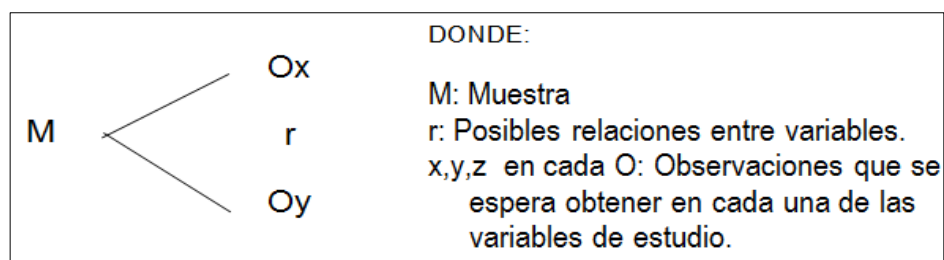 Ox
M
r
Oy
DONDE:
M: Muestra
r: Posibles relaciones entre variables.
x,y,z en cada O: Observaciones que se
espera obtener en cada una de las
variables de estudio.